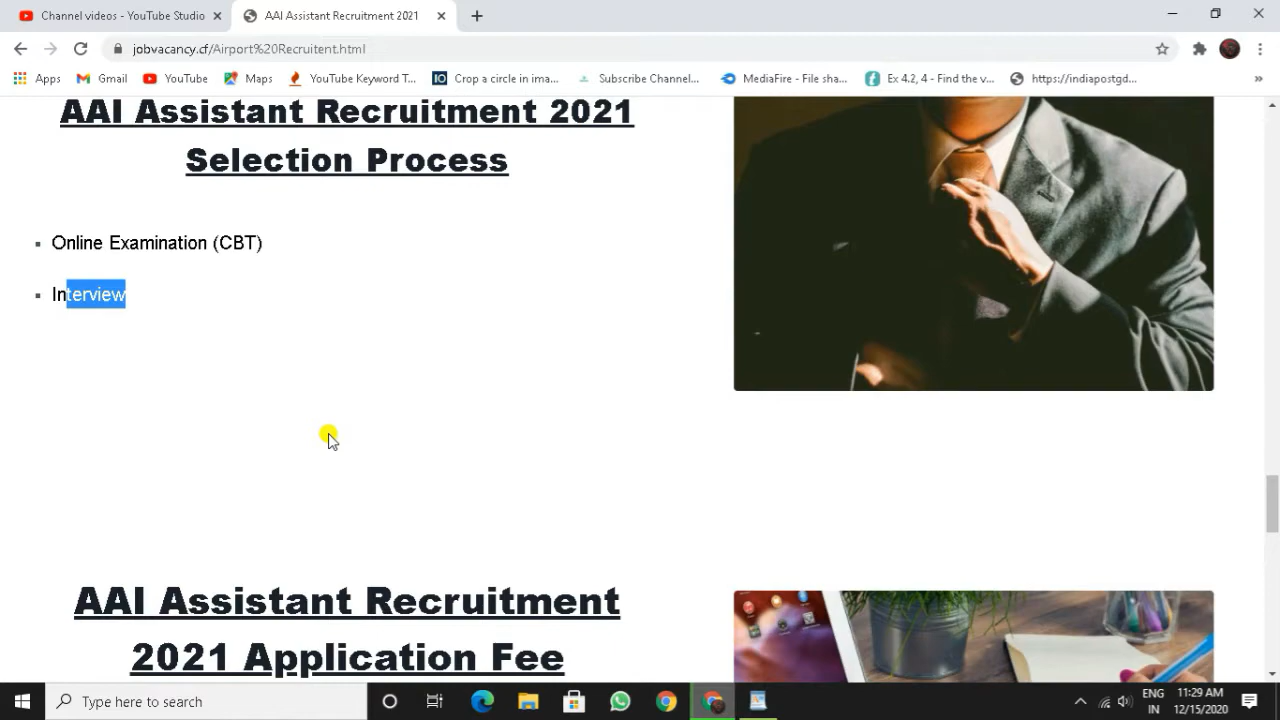 Channel videos - YouTube Studio
AAI Assistant Recruitment 2021
jobvacancy.cf/Airport%20Recruitent.html
Apps
Gmail
YouTube
Maps
YouTube Keyword T...
Crop a circle in ima...
Subscribe Channel...
MediaFire - File sha...
Ex 4.2, 4 - Find the v...
https://indiapostgd...
AAI Assistant Recruitment 2021
Selection Process
Online Examination (CBT)
Interview
AAI Assistant Recruitment
2021 Application Fee
Type here to search
ENG
IN
11:29 AM
12/15/2020